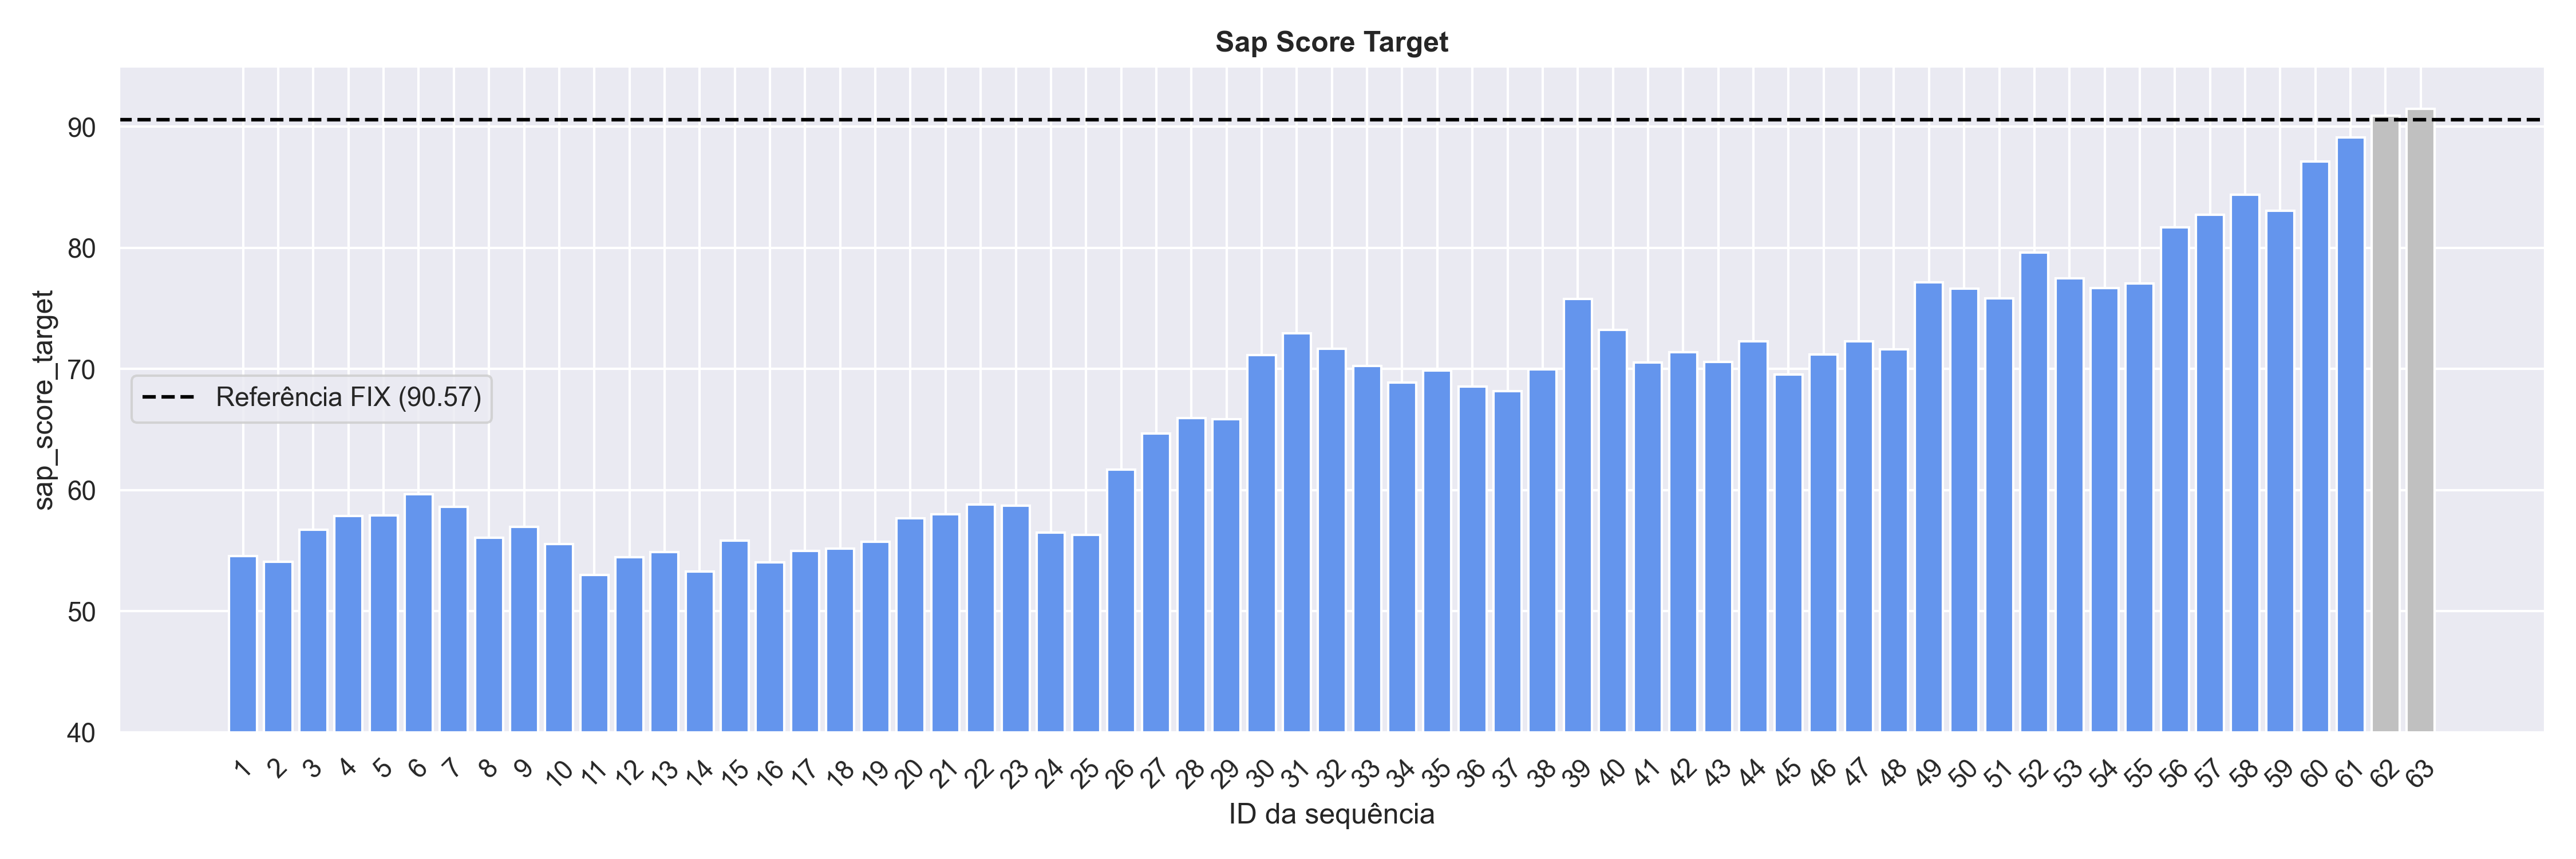 Sap Score Target
sap_score_target
90
80
70
60
50
40
Referência FIX (90.57)
1 2 3 4 5 6 7 8 9 10 11 12 13 14 15 16 17 18 19 20 21 22 23 24 25 26 27 28 29 30 31 32 33 34 35 36 37 38 39 40 41 42 43 44 45 46 47 48 49 50 51 52 53 54 55 56 57 58 59 60 61 62 63
ID da sequência